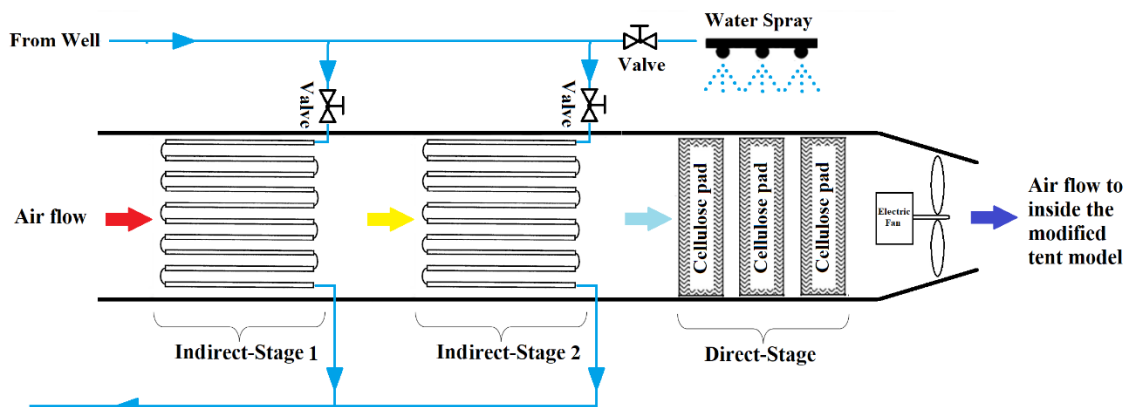 Water Spray
From Well
Valve
Valve
Valve
Air flow
Cellulose pad
Cellulose pad
Cellulose pad
Electric
Fan
Air flow to
inside the
modified
tent model
Indirect-Stage 1
Indirect-Stage 2
Direct-Stage